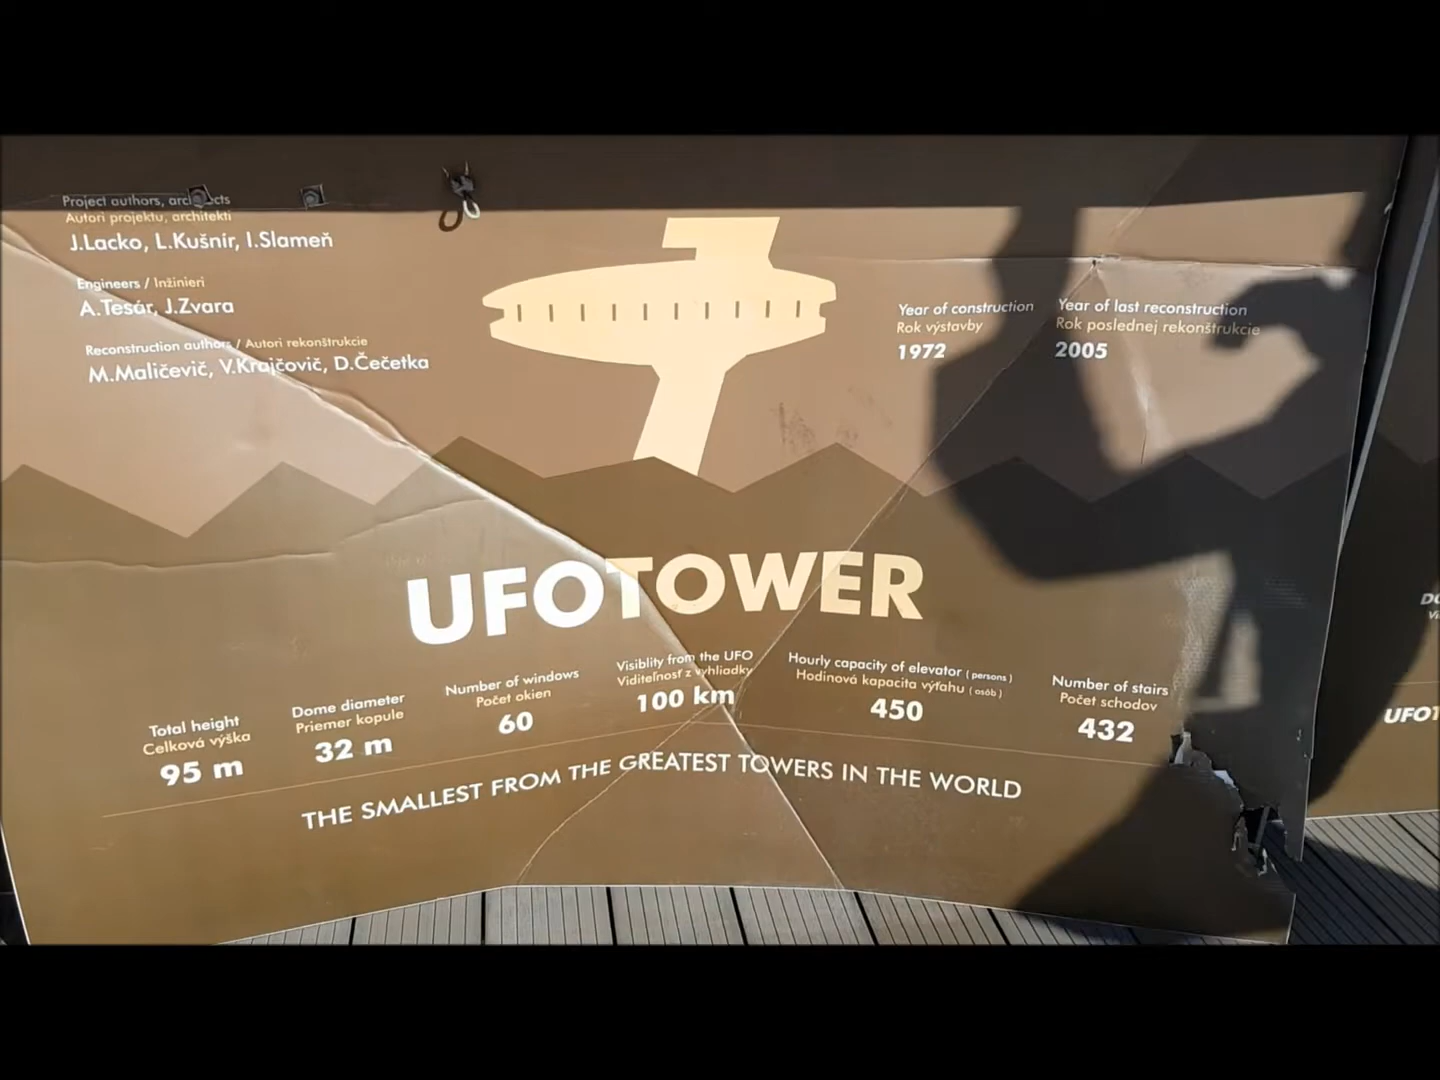 Project authors, architects
Autori projektu, architekti
J.Lacko, L.Kušnír, I.Slameň
Engineers / Inžinieri
A.Tesár, J.Zvara
Reconstruction authors / Autori rekonštrukcie
M.Maličevič, V.Krajčovič, D.Čečetka
Year of construction
Rok výstavby
1972
Year of last reconstruction
Rok poslednej rekonštrukcie
2005
UFOTOWER
Total height
Celková výška
95 m
Dome diameter
Priemer kopule
32 m
Number of windows
Počet okien
60
Visiblity from the UFO
Viditeľnosť z vyhliadky
100 km
Hourly capacity of elevator ( persons )
Hodinová kapacita výťahu ( osôb )
450
Number of stairs
Počet schodov
432
THE SMALLEST FROM THE GREATEST TOWERS IN THE WORLD